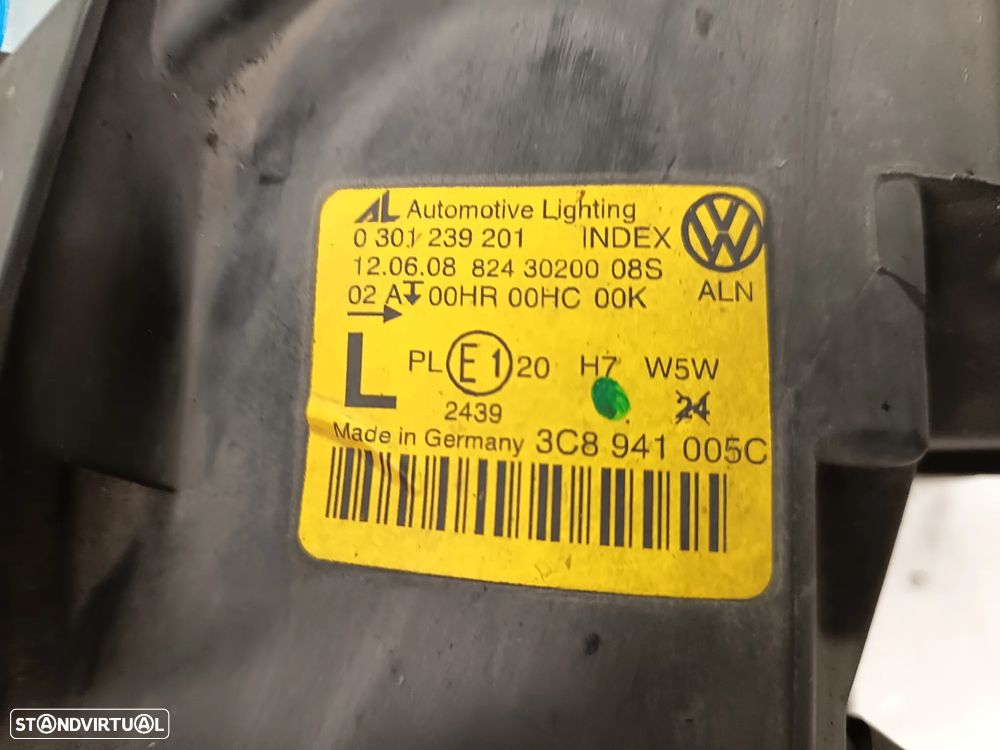 AL Automotive Lighting
0 301 239 201 INDEX
12.06.08 824 30200 08S
02 A 00HR 00HC 00K ALN
L PL E1 20 H7 W5W
2439 24
Made in Germany 3C8 941 005C
STANDVIRTUAL